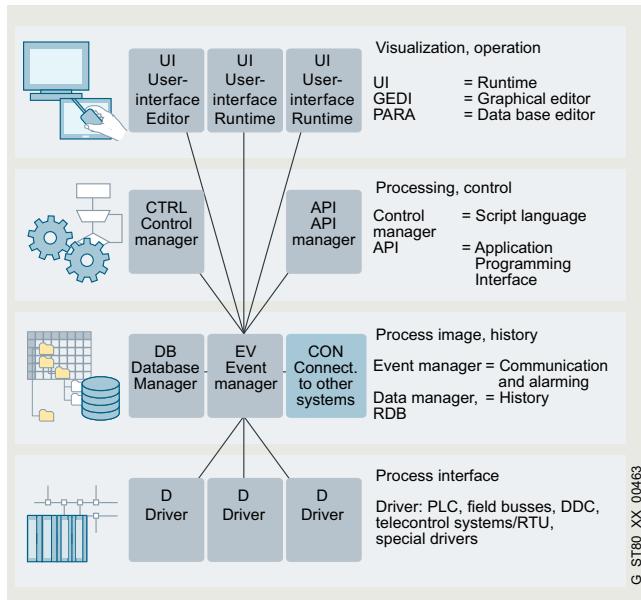 UI
User-
interface
Editor
UI
User-
interface
Runtime
UI
User-
interface
Runtime
Visualization, operation
UI = Runtime
GEDI = Graphical editor
PARA = Data base editor
CTRL
Control
manager
API
API
manager
Processing, control
Control = Script language
manager
API = Application
Programming
Interface
DB
Database
Manager
EV
Event
manager
CON
Connect.
to other
systems
Process image, history
Event manager = Communication
and alarming
Data manager, = History
RDB
D
Driver
D
Driver
D
Driver
Process interface
Driver: PLC, field busses, DDC,
telecontrol systems/RTU,
special drivers
G_ST80_XX_00463